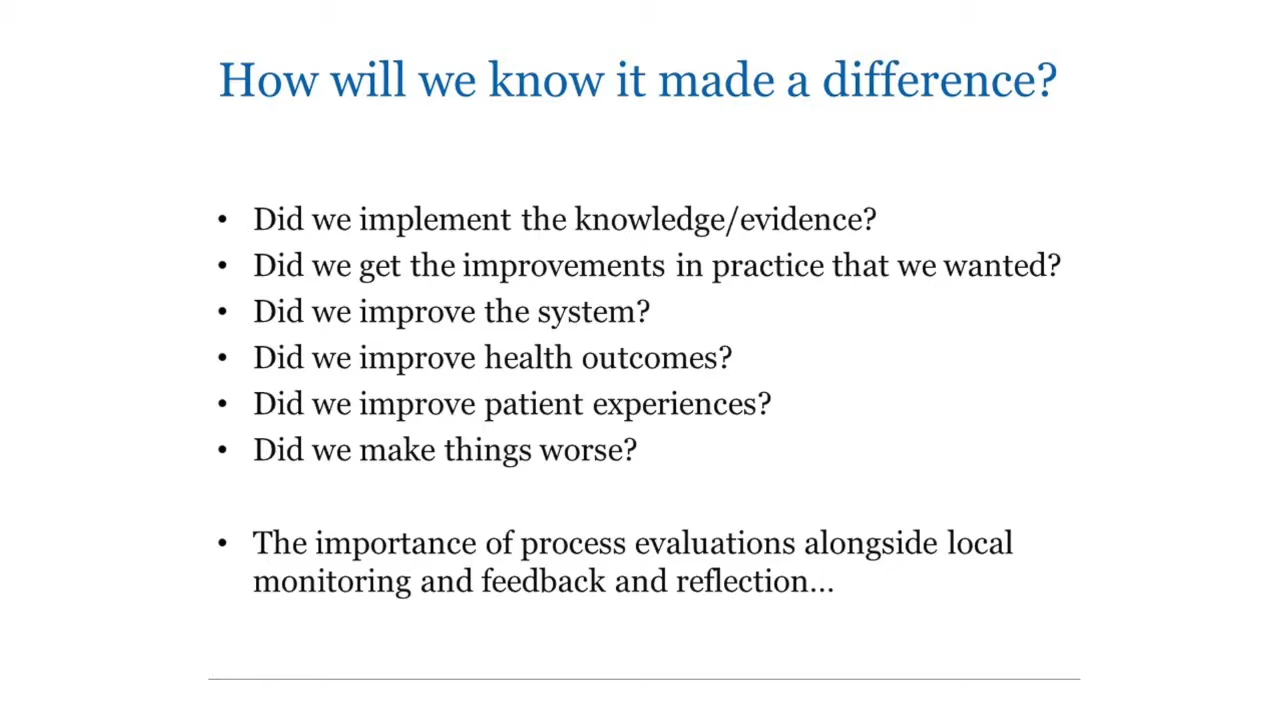 How will we know it made a difference?
• Did we implement the knowledge/evidence?
• Did we get the improvements in practice that we wanted?
• Did we improve the system?
• Did we improve health outcomes?
• Did we improve patient experiences?
• Did we make things worse?
• The importance of process evaluations alongside local
monitoring and feedback and reflection...